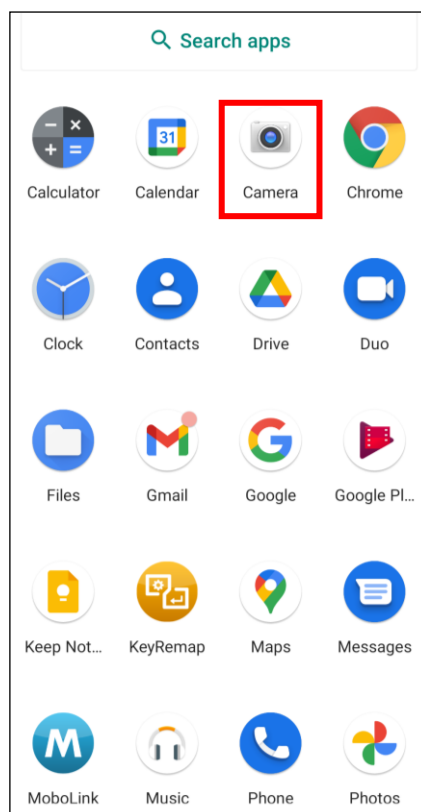 Search apps
Calculator Calendar Camera Chrome
31
Clock Contacts Drive Duo
Files Gmail Google Google Pl...
Keep Not... KeyRemap Maps Messages
MoboLink Music Phone Photos